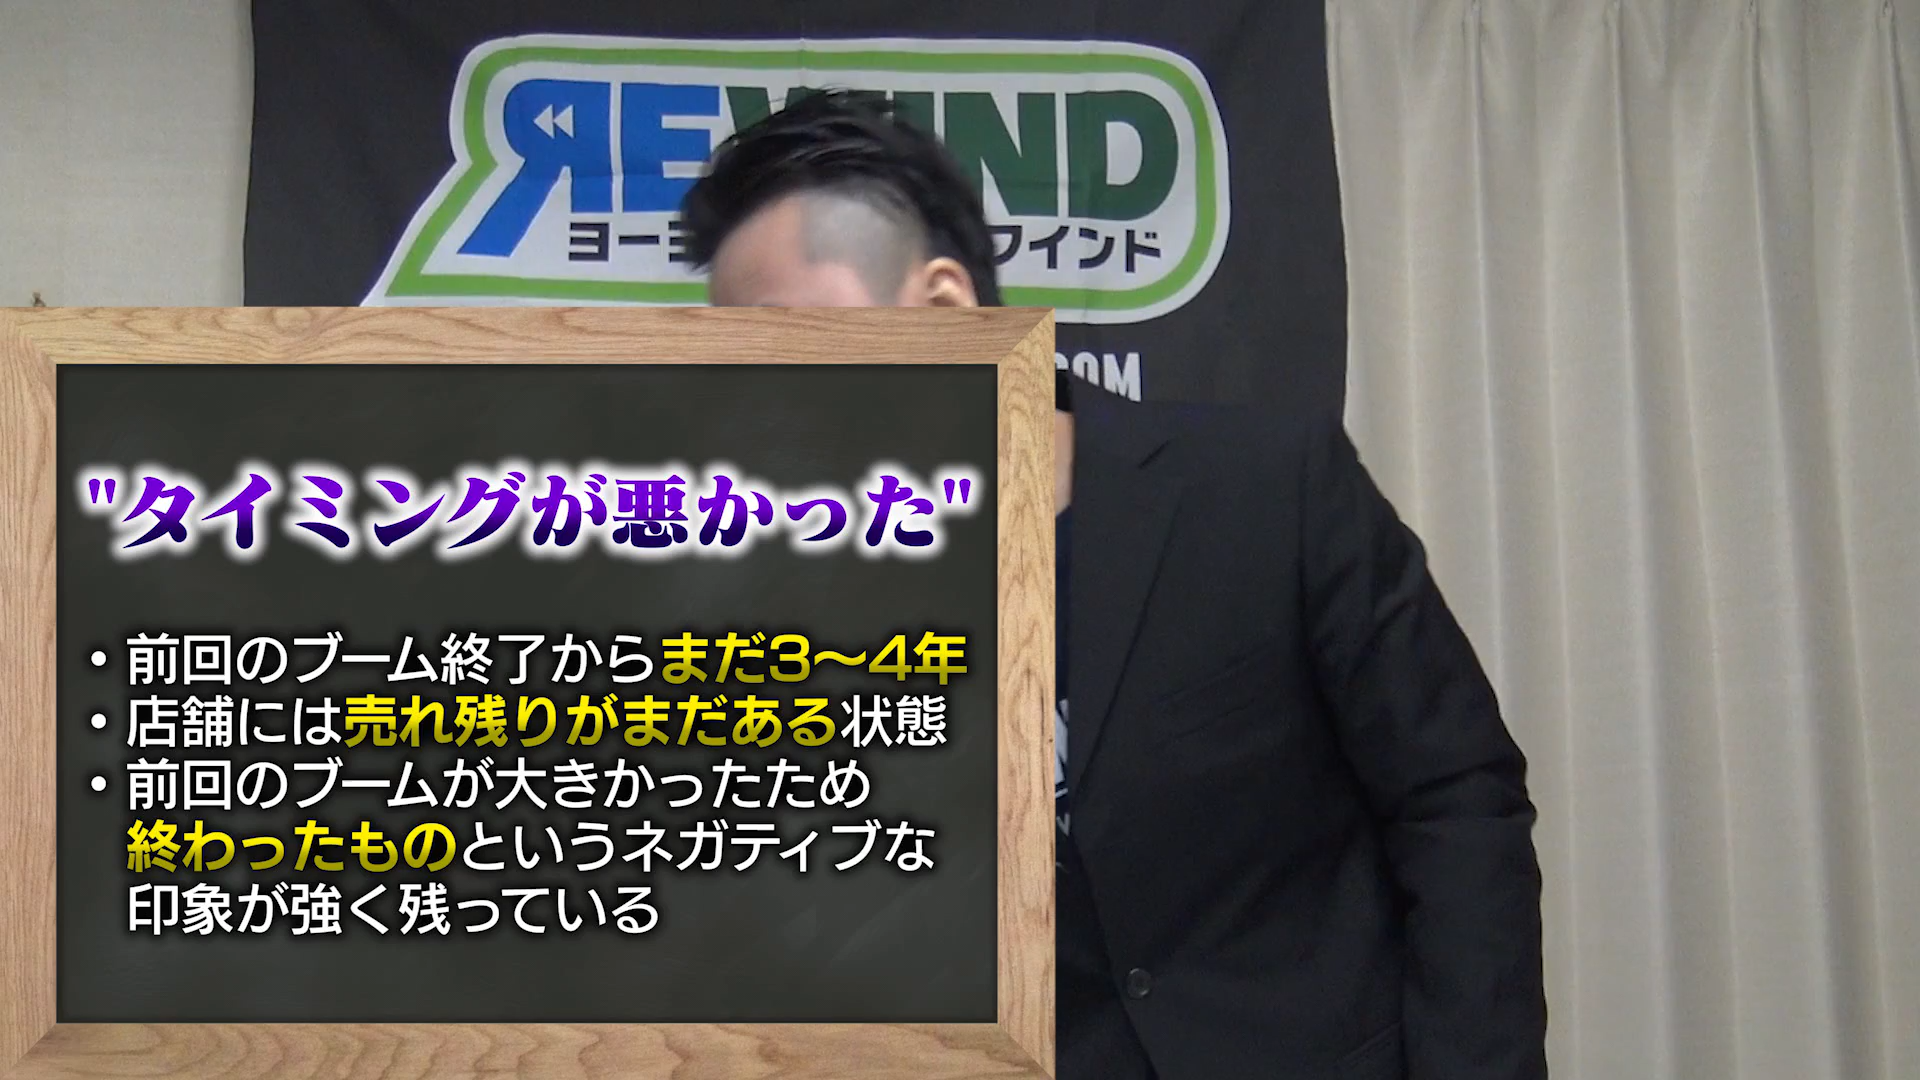 REWIND
ヨーヨー ワインド
.COM
"タイミングが悪かった"
・前回のブーム終了からまだ3〜4年
・店舗には売れ残りがまだある状態
・前回のブームが大きかったため
終わったものというネガティブな
印象が強く残っている